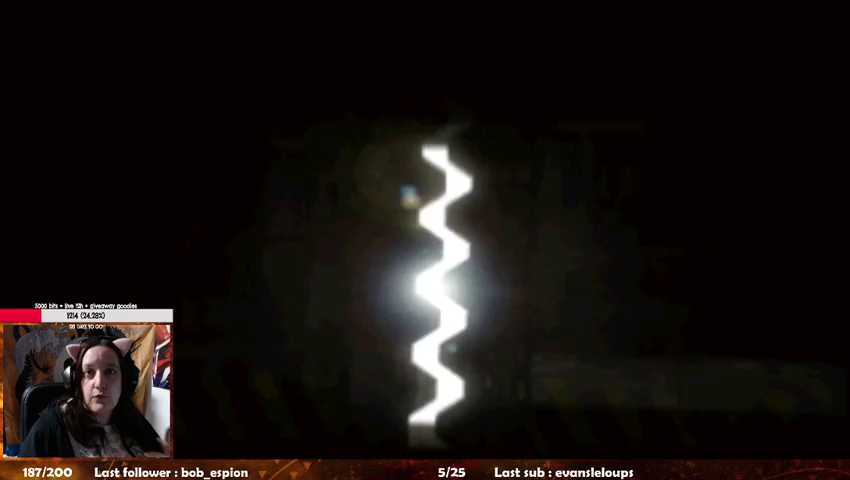 5000 bits = live 12h + giveaway goodies
1214 (24.28%)
187/200 Last follower : bob_espion 5/25 Last sub : evansleloups